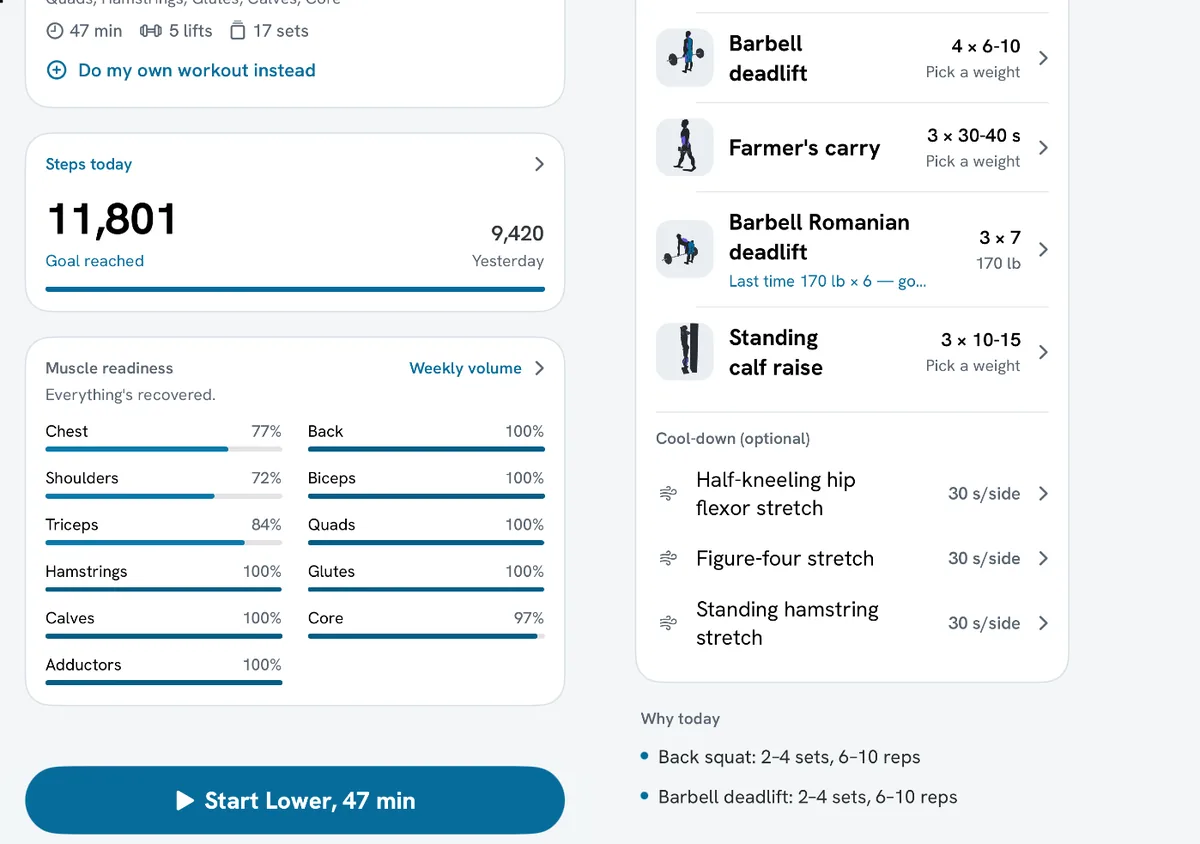 Quads, Hamstrings, Glutes, Calves, Core
47 min 5 lifts 17 sets
Do my own workout instead
Steps today
11,801
9,420
Goal reached
Yesterday
Muscle readiness
Weekly volume
Everything's recovered.
Chest 77%
Back 100%
Shoulders 72%
Biceps 100%
Triceps 84%
Quads 100%
Hamstrings 100%
Glutes 100%
Calves 100%
Core 97%
Adductors 100%
Start Lower, 47 min
Barbell
deadlift
4 × 6-10
Pick a weight
Farmer's carry
3 × 30-40 s
Pick a weight
Barbell Romanian
deadlift
3 × 7
170 lb
Last time 170 lb × 6 — go...
Standing
calf raise
3 × 10-15
Pick a weight
Cool-down (optional)
Half-kneeling hip
flexor stretch
30 s/side
Figure-four stretch
30 s/side
Standing hamstring
stretch
30 s/side
Why today
Back squat: 2–4 sets, 6–10 reps
Barbell deadlift: 2–4 sets, 6–10 reps